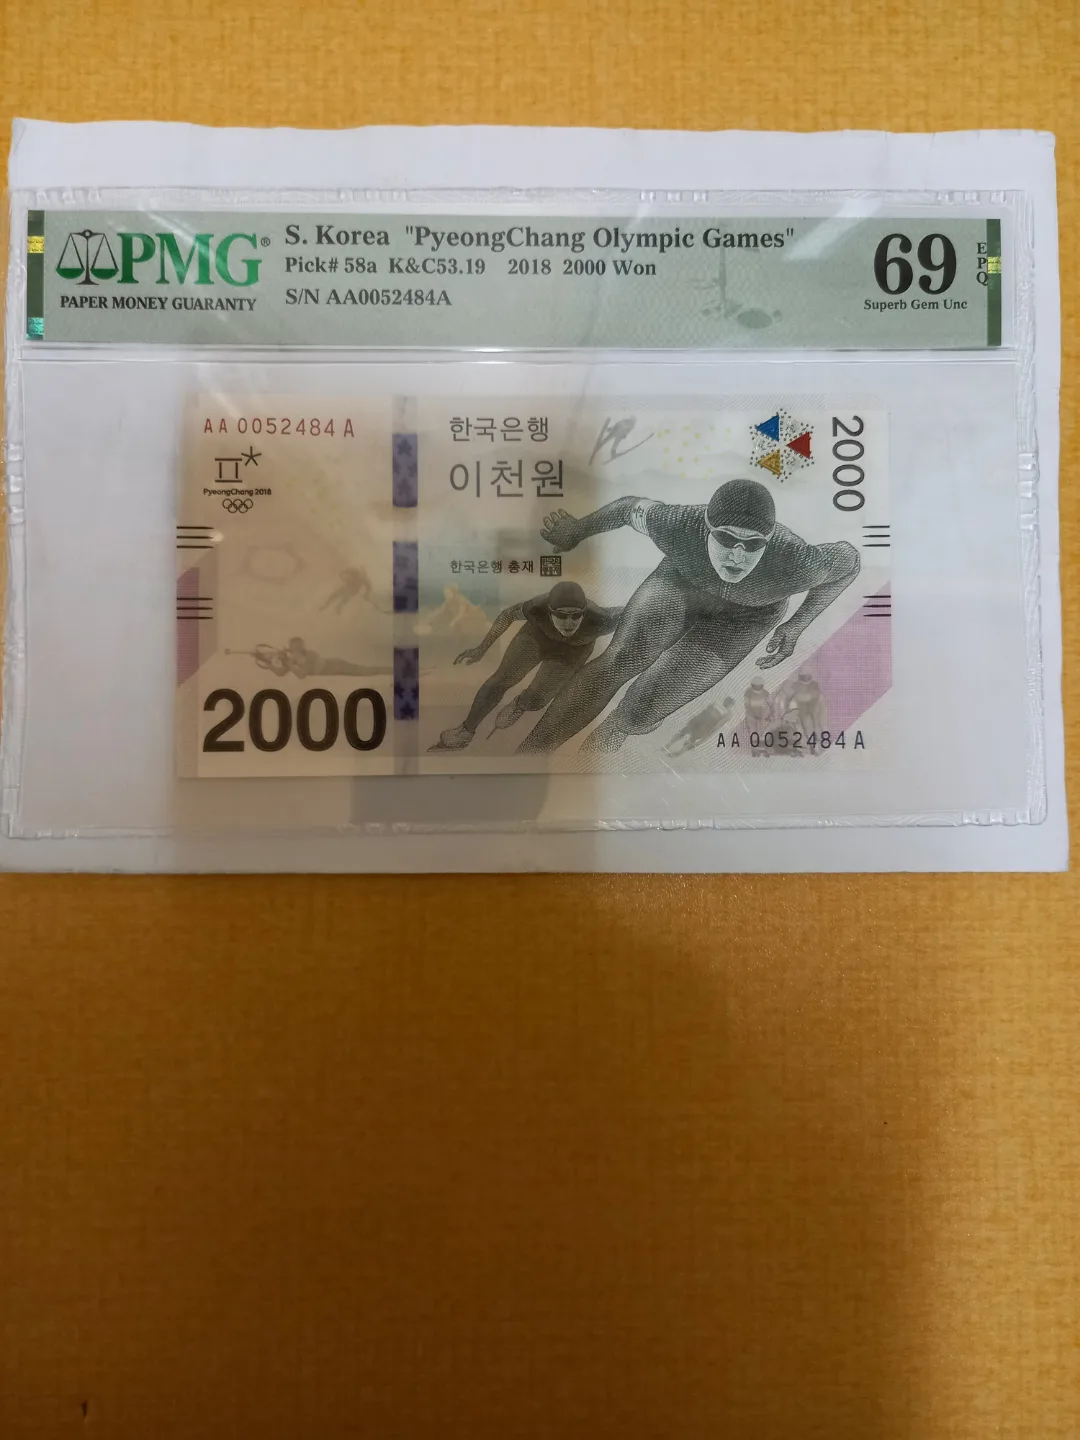 PMG®
PAPER MONEY GUARANTY
S. Korea "PyeongChang Olympic Games"
Pick# 58a K&C53.19 2018 2000 Won
S/N AA0052484A
69
EPQ
Superb Gem Unc
AA 0052484 A
PyeongChang 2018
한국은행
이천원
한국은행 총재
2000
2000
AA 0052484 A